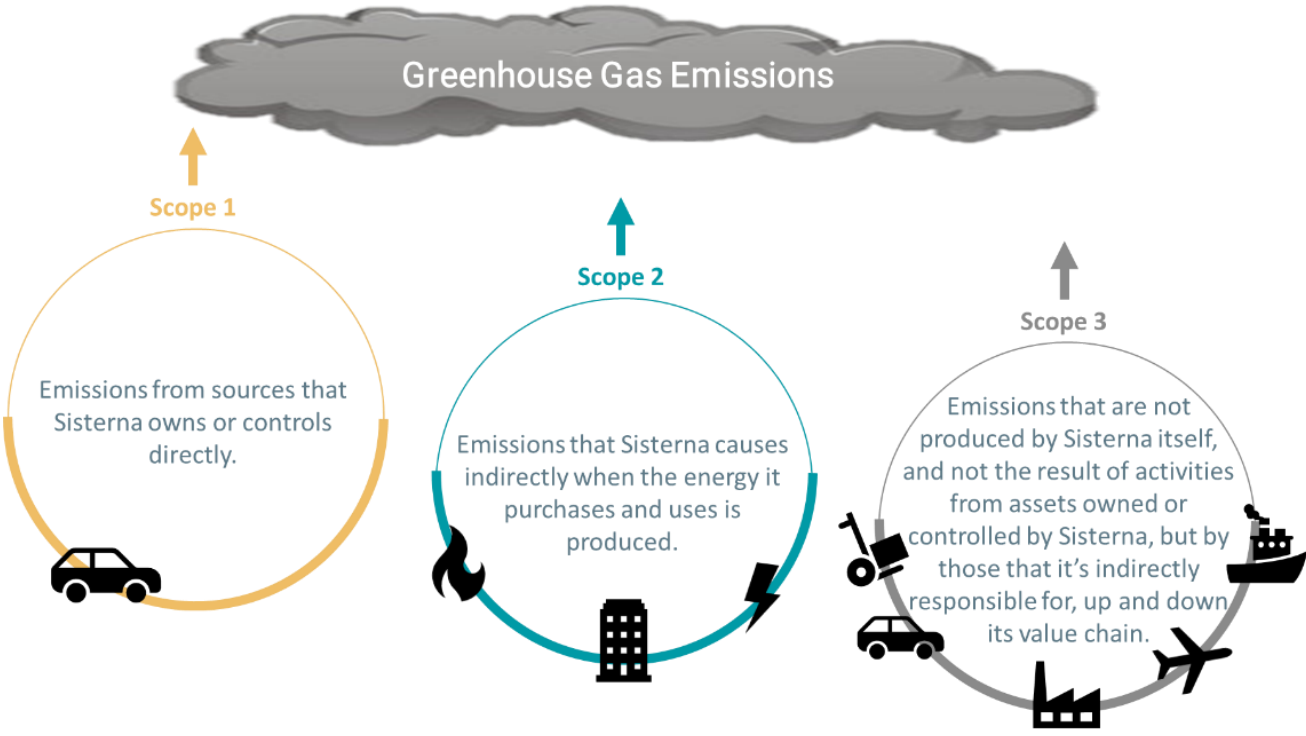 Greenhouse Gas Emissions
Scope 1
Emissions from sources that
Sisterna owns or controls
directly.
Scope 2
Emissions that Sisterna causes
indirectly when the energy it
purchases and uses is
produced.
Scope 3
Emissions that are not
produced by Sisterna itself,
and not the result of activities
from assets owned or
controlled by Sisterna, but by
those that it’s indirectly
responsible for, up and down
its value chain.